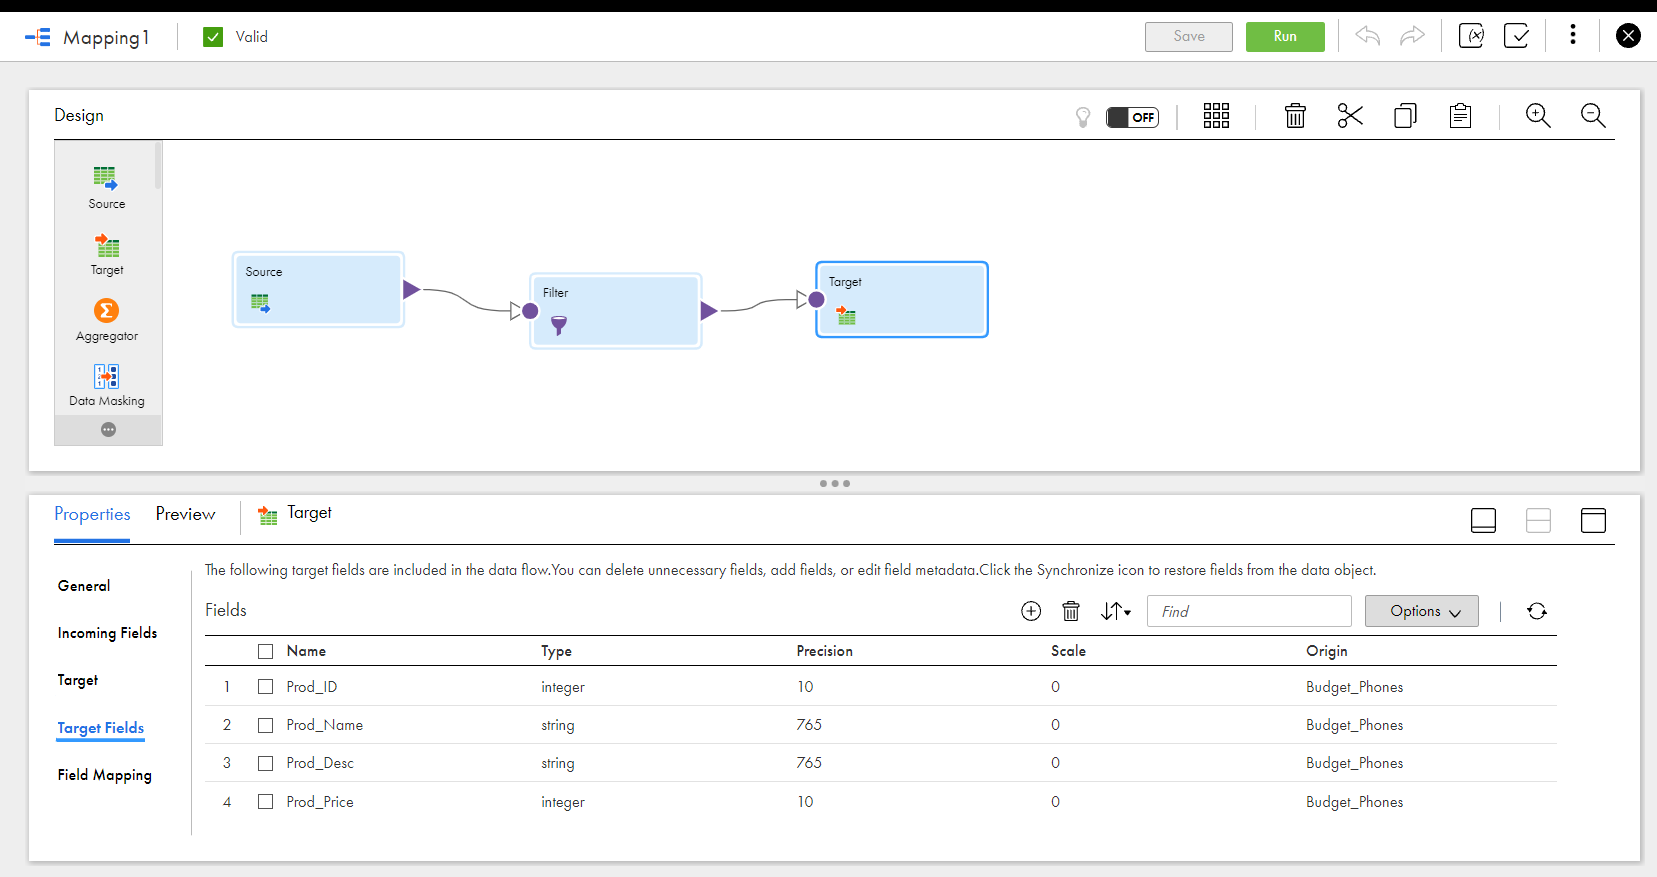 Mapping1 Valid Save Run
Design OFF
Source
Target
Aggregator
Data Masking
Source
Filter
Target
Properties Preview Target
General
Incoming Fields
Target
Target Fields
Field Mapping
The following target fields are included in the data flow.You can delete unnecessary fields, add fields, or edit field metadata.Click the Synchronize icon to restore fields from the data object.
Fields Find Options
Name Type Precision Scale Origin
1 Prod_ID integer 10 0 Budget_Phones
2 Prod_Name string 765 0 Budget_Phones
3 Prod_Desc string 765 0 Budget_Phones
4 Prod_Price integer 10 0 Budget_Phones